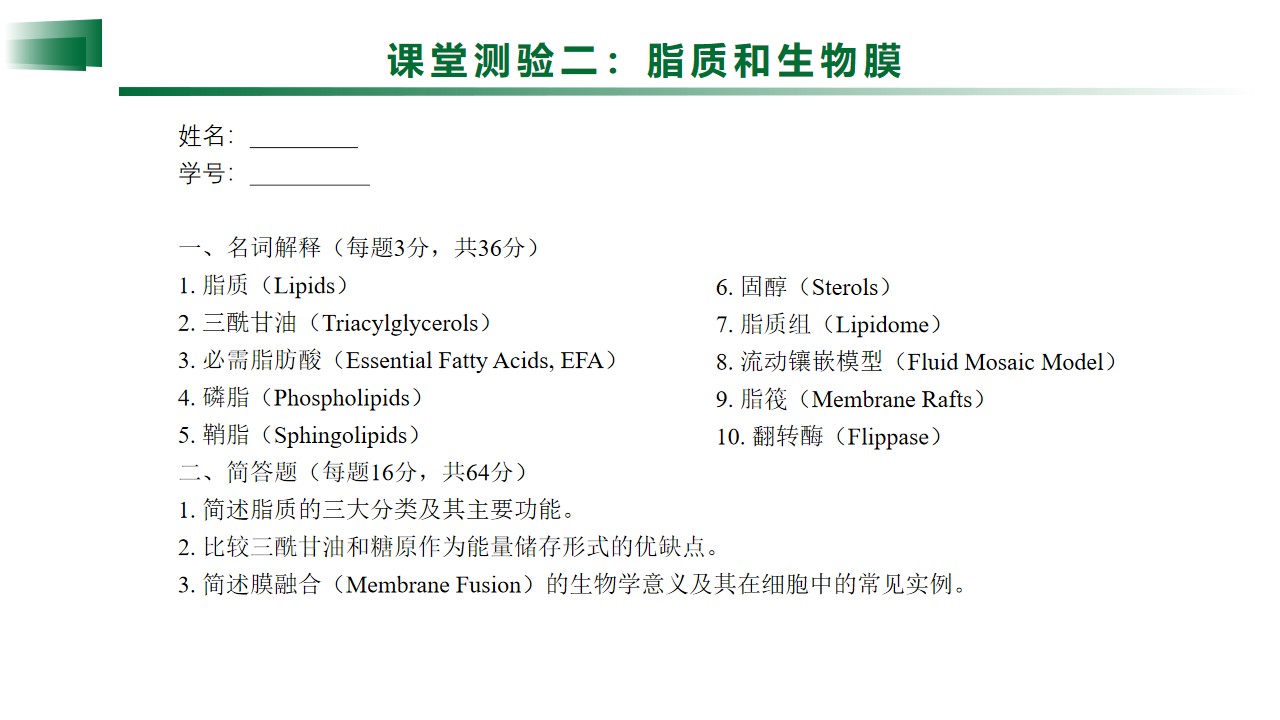 课堂测验二：脂质和生物膜
姓名：_________
学号：__________
一、名词解释（每题3分，共36分）
1. 脂质（Lipids）
2. 三酰甘油（Triacylglycerols）
3. 必需脂肪酸（Essential Fatty Acids, EFA）
4. 磷脂（Phospholipids）
5. 鞘脂（Sphingolipids）
6. 固醇（Sterols）
7. 脂质组（Lipidome）
8. 流动镶嵌模型（Fluid Mosaic Model）
9. 脂筏（Membrane Rafts）
10. 翻转酶（Flippase）
二、简答题（每题16分，共64分）
1. 简述脂质的三大分类及其主要功能。
2. 比较三酰甘油和糖原作为能量储存形式的优缺点。
3. 简述膜融合（Membrane Fusion）的生物学意义及其在细胞中的常见实例。